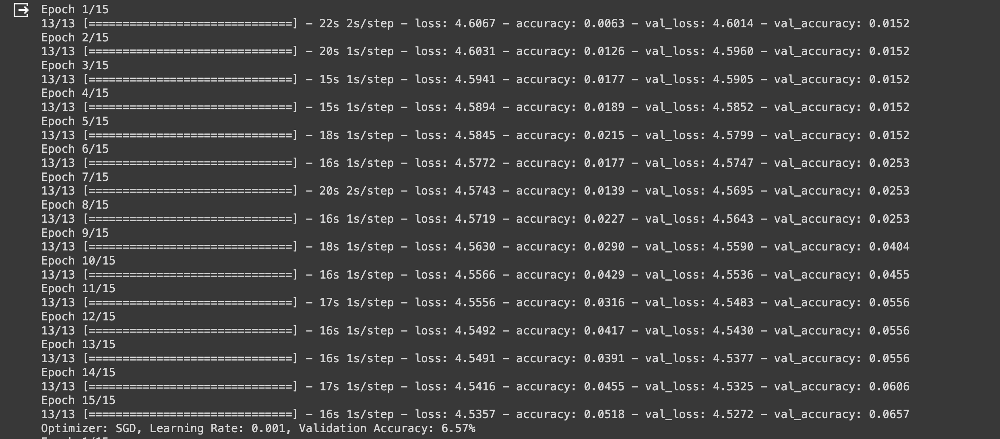 Epoch 1/15
13/13 [==============================] - 22s 2s/step - loss: 4.6067 - accuracy: 0.0063 - val_loss: 4.6014 - val_accuracy: 0.0152
Epoch 2/15
13/13 [==============================] - 20s 1s/step - loss: 4.6031 - accuracy: 0.0126 - val_loss: 4.5960 - val_accuracy: 0.0152
Epoch 3/15
13/13 [==============================] - 15s 1s/step - loss: 4.5941 - accuracy: 0.0177 - val_loss: 4.5905 - val_accuracy: 0.0152
Epoch 4/15
13/13 [==============================] - 15s 1s/step - loss: 4.5894 - accuracy: 0.0189 - val_loss: 4.5852 - val_accuracy: 0.0152
Epoch 5/15
13/13 [==============================] - 18s 1s/step - loss: 4.5845 - accuracy: 0.0215 - val_loss: 4.5799 - val_accuracy: 0.0152
Epoch 6/15
13/13 [==============================] - 16s 1s/step - loss: 4.5772 - accuracy: 0.0177 - val_loss: 4.5747 - val_accuracy: 0.0253
Epoch 7/15
13/13 [==============================] - 20s 2s/step - loss: 4.5743 - accuracy: 0.0139 - val_loss: 4.5695 - val_accuracy: 0.0253
Epoch 8/15
13/13 [==============================] - 16s 1s/step - loss: 4.5719 - accuracy: 0.0227 - val_loss: 4.5643 - val_accuracy: 0.0253
Epoch 9/15
13/13 [==============================] - 18s 1s/step - loss: 4.5630 - accuracy: 0.0290 - val_loss: 4.5590 - val_accuracy: 0.0404
Epoch 10/15
13/13 [==============================] - 16s 1s/step - loss: 4.5566 - accuracy: 0.0429 - val_loss: 4.5536 - val_accuracy: 0.0455
Epoch 11/15
13/13 [==============================] - 17s 1s/step - loss: 4.5556 - accuracy: 0.0316 - val_loss: 4.5483 - val_accuracy: 0.0556
Epoch 12/15
13/13 [==============================] - 16s 1s/step - loss: 4.5492 - accuracy: 0.0417 - val_loss: 4.5430 - val_accuracy: 0.0556
Epoch 13/15
13/13 [==============================] - 16s 1s/step - loss: 4.5491 - accuracy: 0.0391 - val_loss: 4.5377 - val_accuracy: 0.0556
Epoch 14/15
13/13 [==============================] - 17s 1s/step - loss: 4.5416 - accuracy: 0.0455 - val_loss: 4.5325 - val_accuracy: 0.0606
Epoch 15/15
13/13 [==============================] - 16s 1s/step - loss: 4.5357 - accuracy: 0.0518 - val_loss: 4.5272 - val_accuracy: 0.0657
Optimizer: SGD, Learning Rate: 0.001, Validation Accuracy: 6.57%